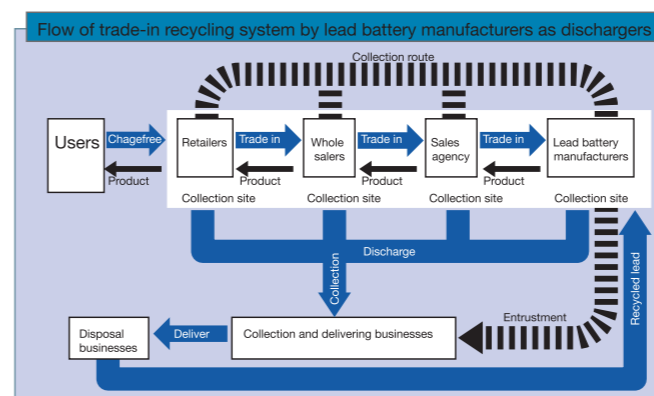 Flow of trade-in recycling system by lead battery manufacturers as dischargers
Collection route
Users
Chagefree
Product
Retailers
Trade in
Product
Whole
salers
Trade in
Product
Sales
agency
Trade in
Product
Lead battery
manufacturers
Collection site
Collection site
Collection site
Collection site
Discharge
Collection
Recycled lead
Entrustment
Disposal
businesses
Deliver
Collection and delivering businesses